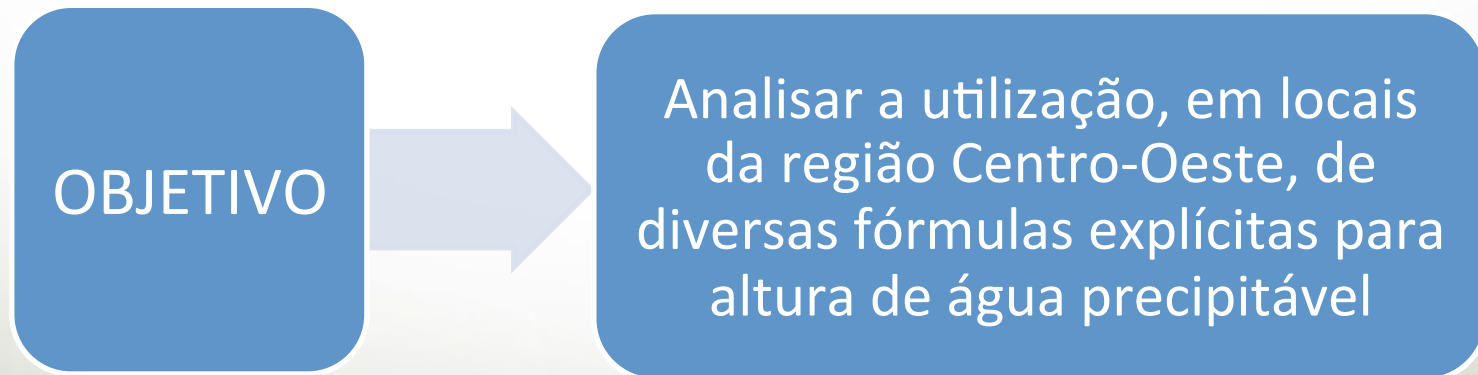 OBJETIVO
Analisar a utilização, em locais
da região Centro-Oeste, de
diversas fórmulas explícitas para
altura de água precipitável